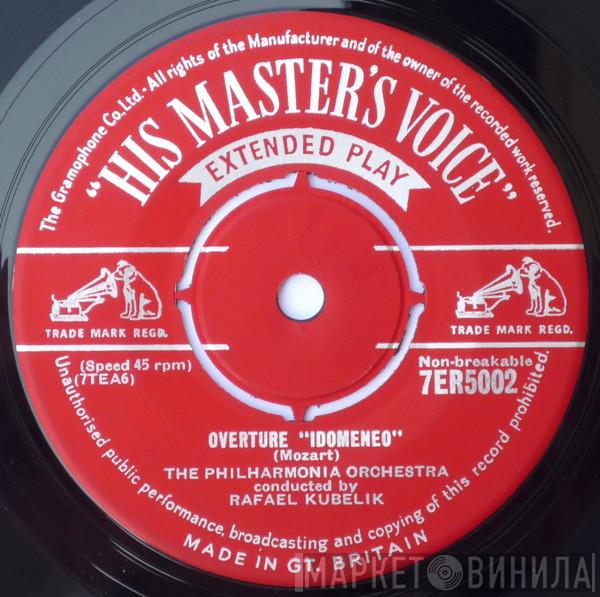 The Gramophone Co. Ltd. - All rights of the Manufacturer and of the owner of the recorded work reserved.
"HIS MASTER'S VOICE"
EXTENDED PLAY
TRADE MARK REGD.
TRADE MARK REGD.
(Speed 45 rpm)
(7TEA6)
Non-breakable
7ER5002
OVERTURE "IDOMENEO"
(Mozart)
THE PHILHARMONIA ORCHESTRA
conducted by
RAFAEL KUBELIK
Unauthorised public performance, broadcasting and copying of this record prohibited.
MADE IN GT. BRITAIN
МАРКЕТ ВИНИЛА